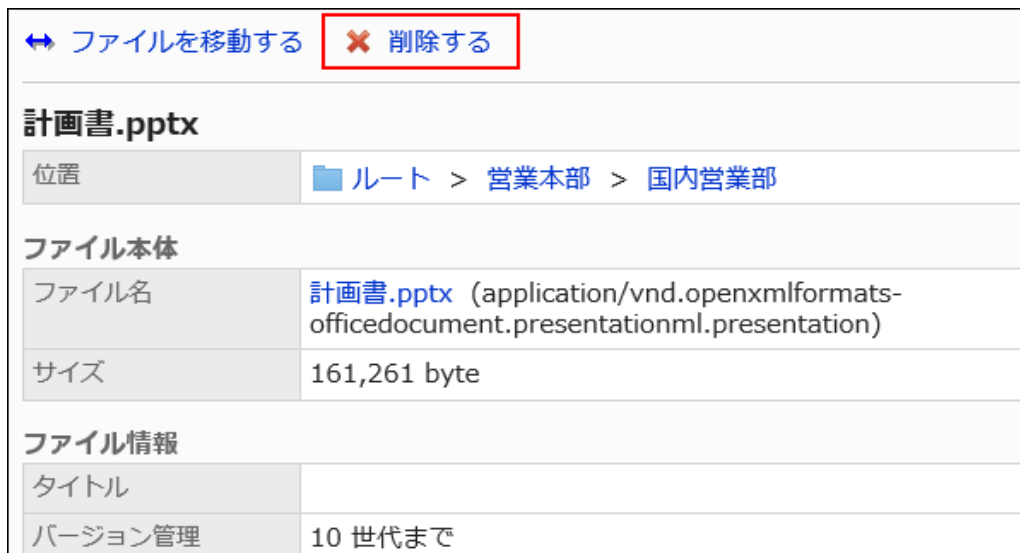 ファイルを移動する 削除する
計画書.pptx
位置 ルート > 営業本部 > 国内営業部
ファイル本体
ファイル名 計画書.pptx (application/vnd.openxmlformats-
officedocument.presentationml.presentation)
サイズ 161,261 byte
ファイル情報
タイトル
バージョン管理 10 世代まで